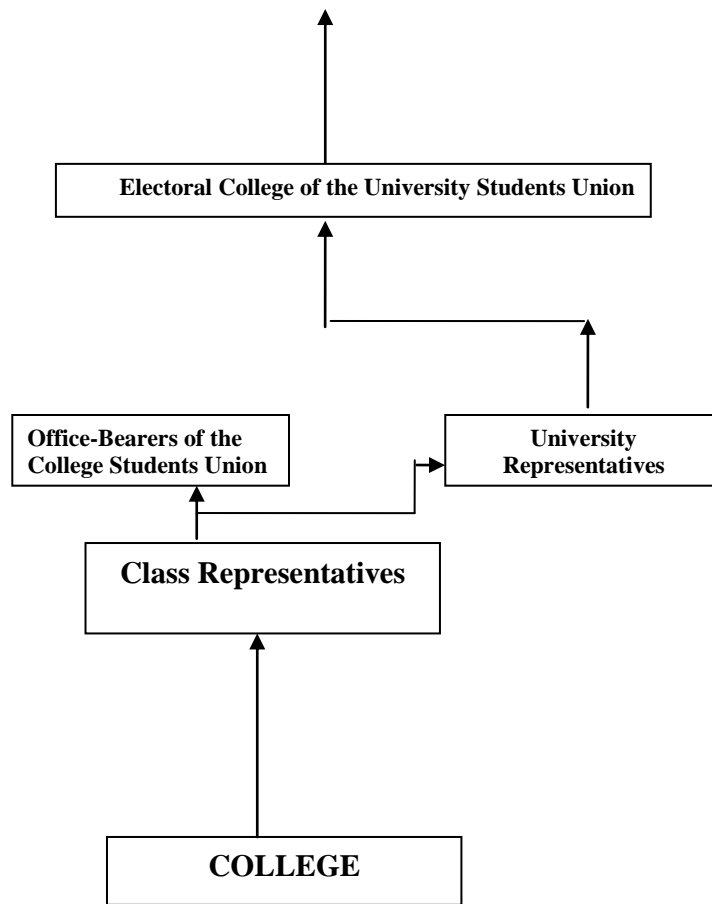 Electoral College of the University Students Union
Office-Bearers of the
College Students Union
University
Representatives
Class Representatives
COLLEGE